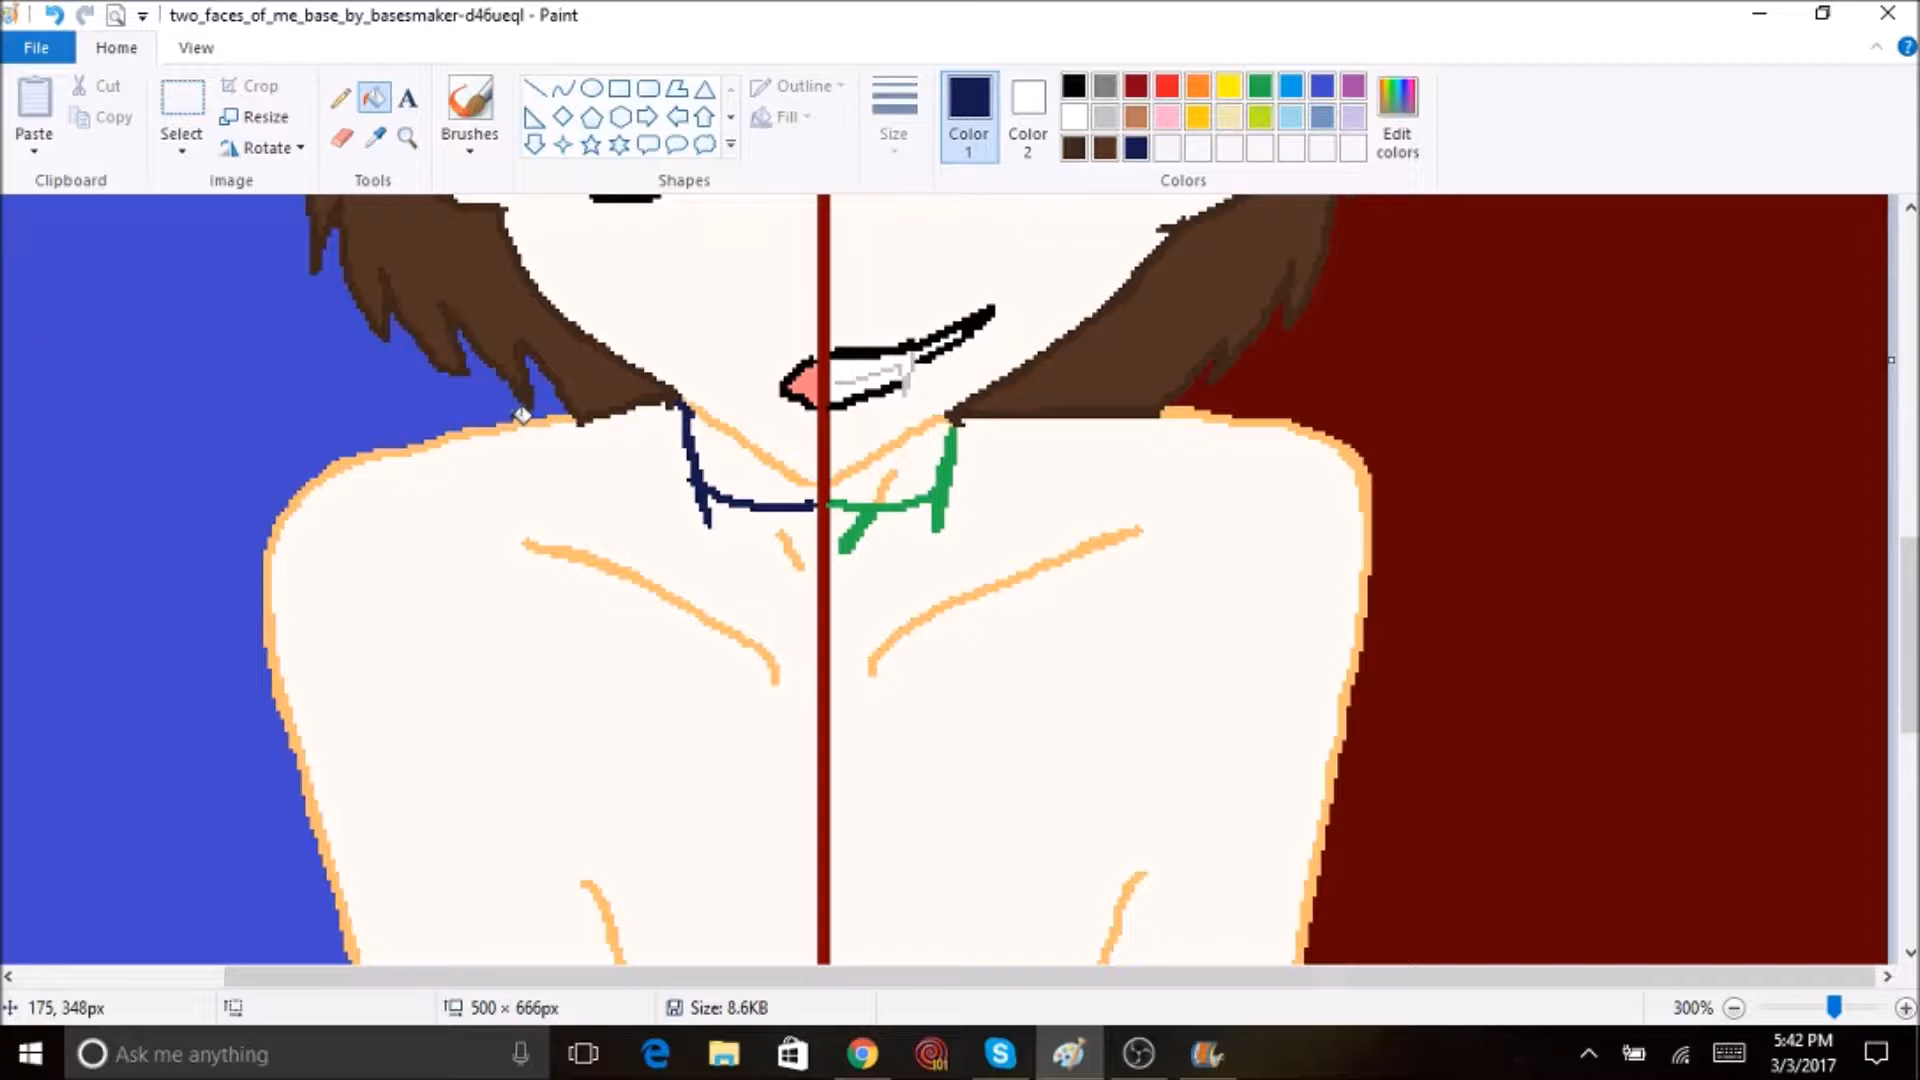 two_faces_of_me_base_by_basesmaker-d46ueql - Paint
File Home View
Paste
Cut
Copy
Clipboard
Select
Crop
Resize
Rotate
Image
A
Tools
Brushes
Shapes
Outline
Fill
Size
Color 1
Color 2
Edit colors
Colors
175, 348px
500 × 666px
Size: 8.6KB
300%
Ask me anything
101
5:42 PM
3/3/2017